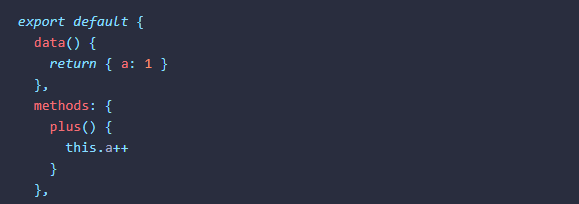 export default {
  data() {
    return { a: 1 }
  },
  methods: {
    plus() {
      this.a++
    }
  },